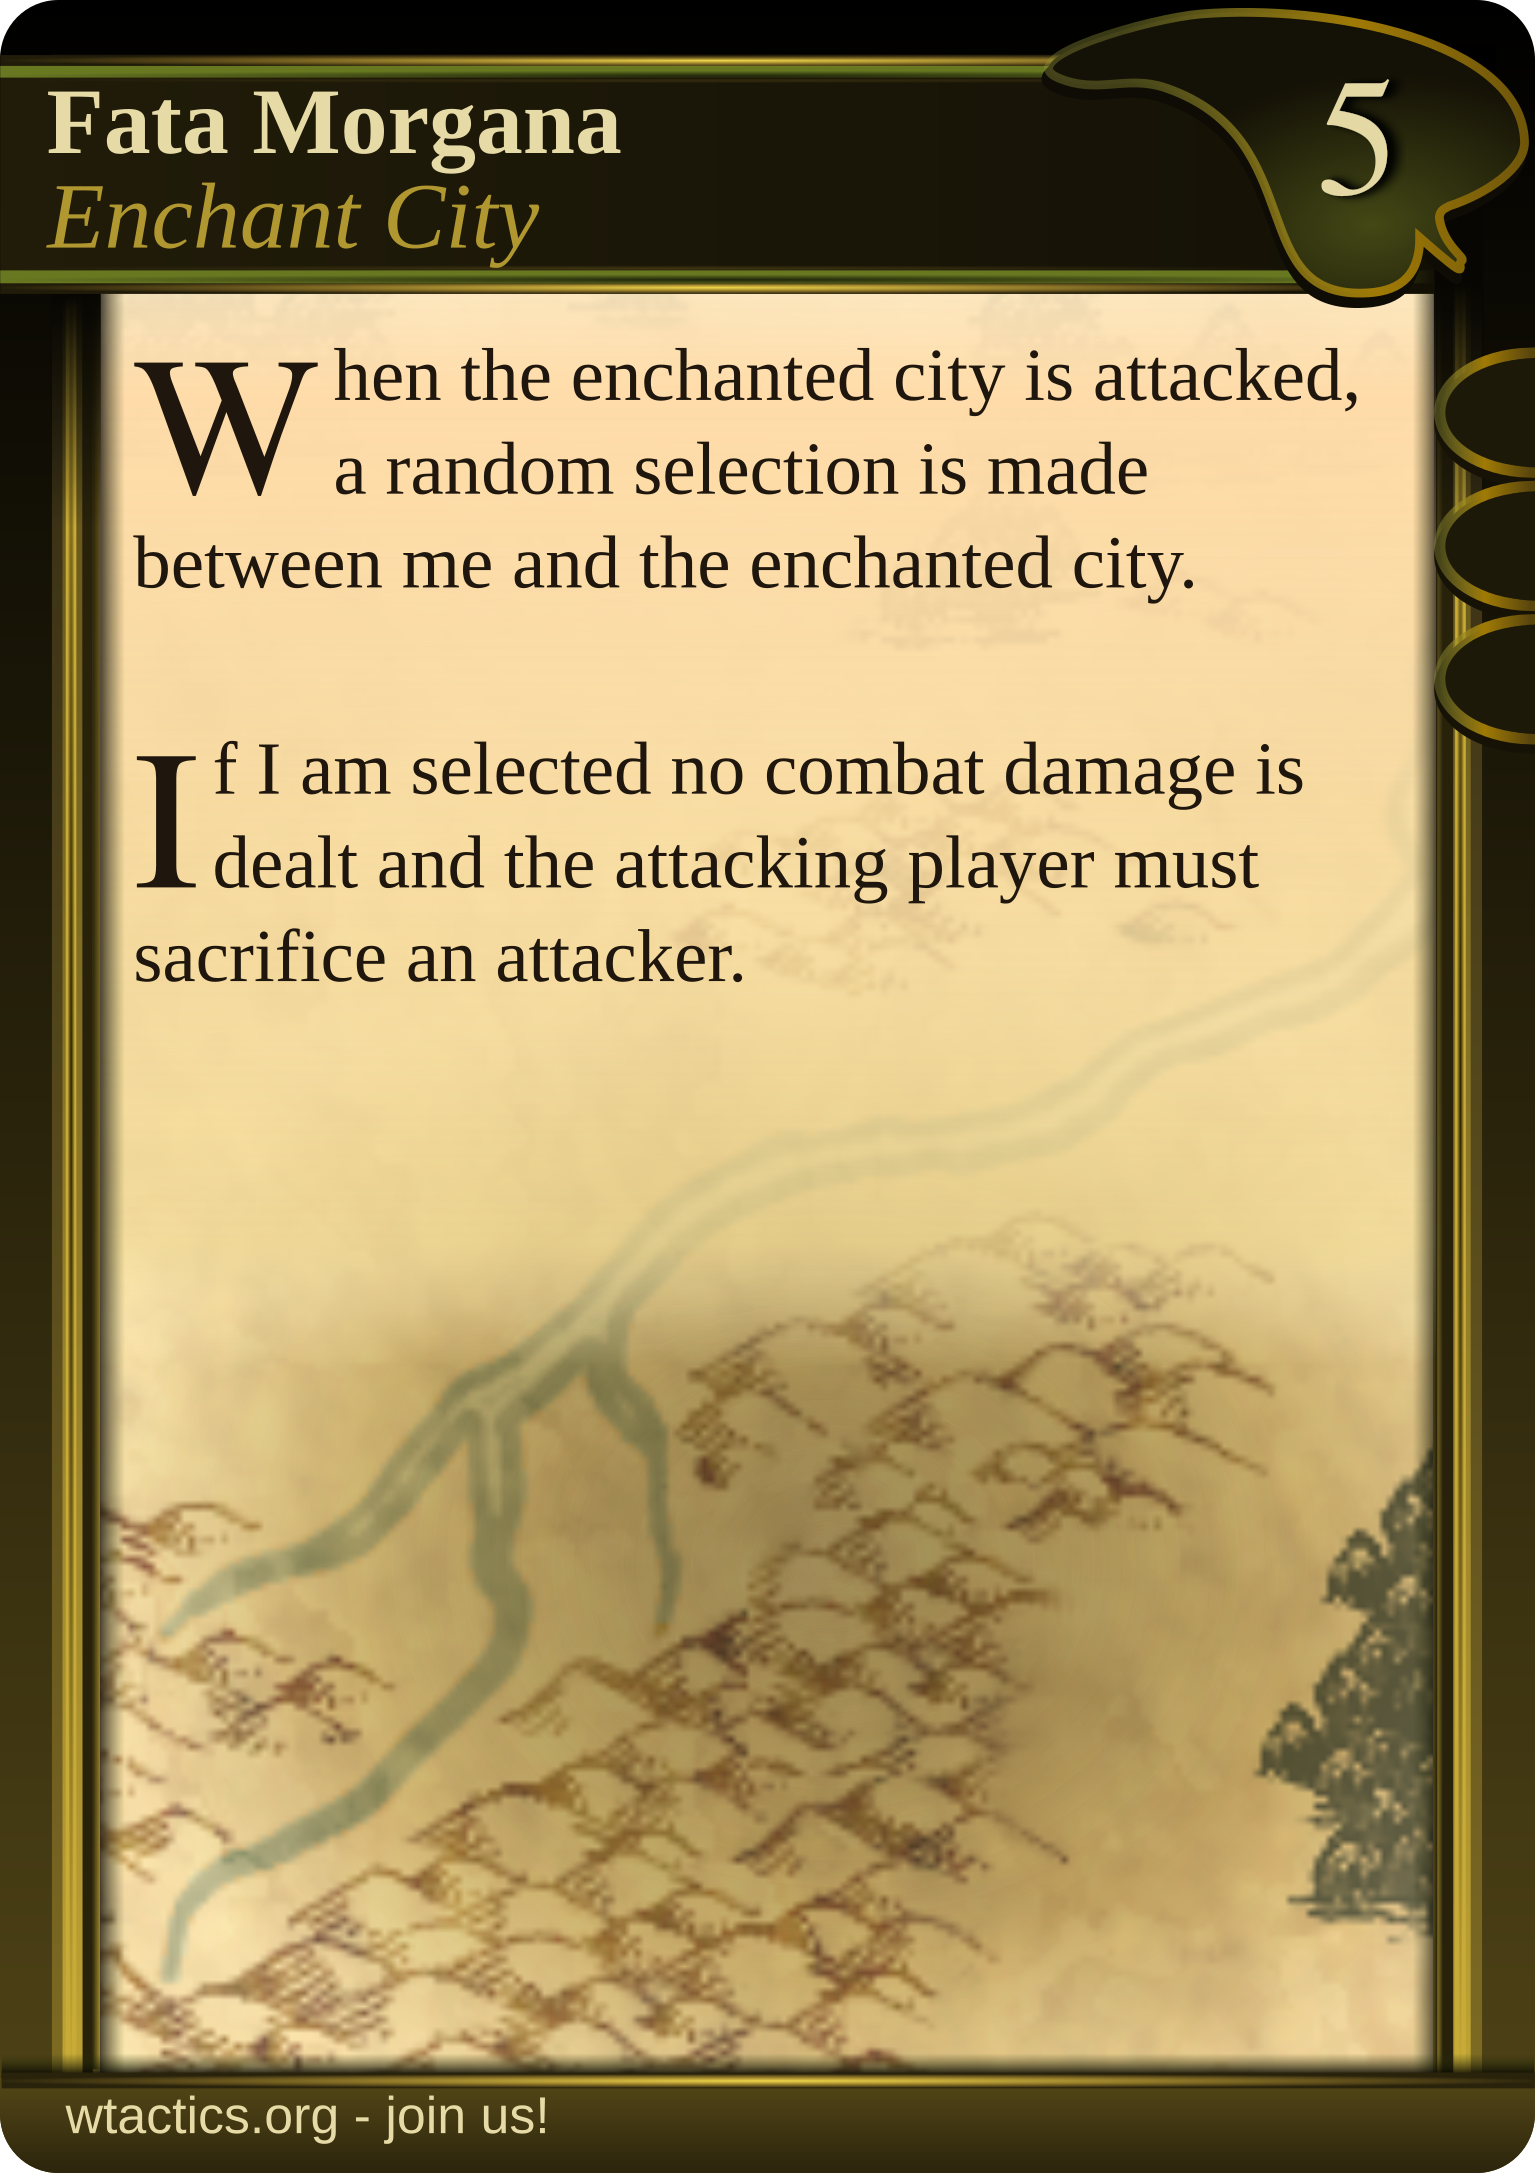 Fata Morgana
5
Enchant City
When the enchanted city is attacked,
a random selection is made
between me and the enchanted city.
If I am selected no combat damage is
dealt and the attacking player must
sacrifice an attacker.
wtactics.org - join us!